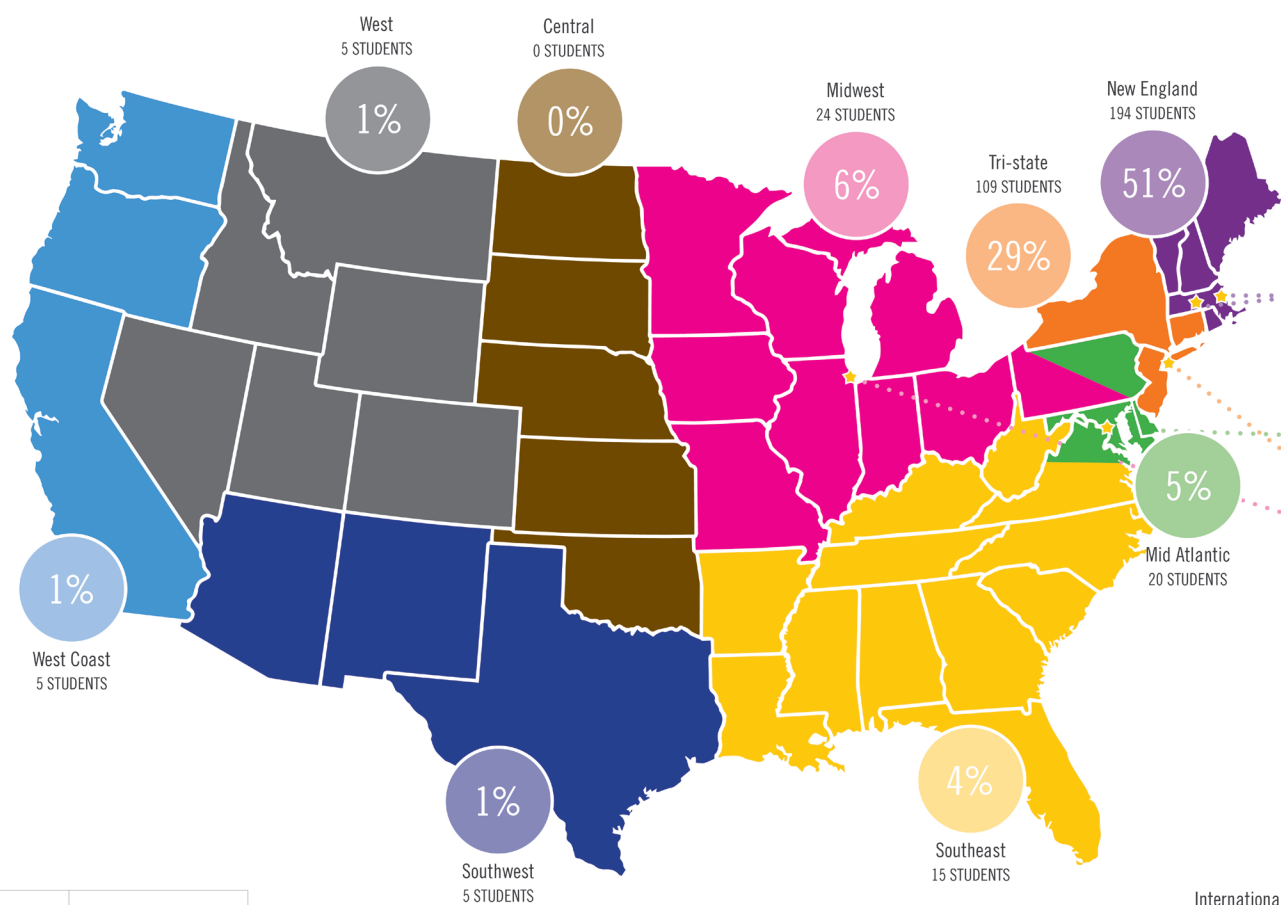 West
5 STUDENTS
1%
Central
0 STUDENTS
0%
Midwest
24 STUDENTS
6%
New England
194 STUDENTS
51%
Tri-state
109 STUDENTS
29%
5%
Mid Atlantic
20 STUDENTS
1%
West Coast
5 STUDENTS
1%
Southwest
5 STUDENTS
4%
Southeast
15 STUDENTS
Internationa